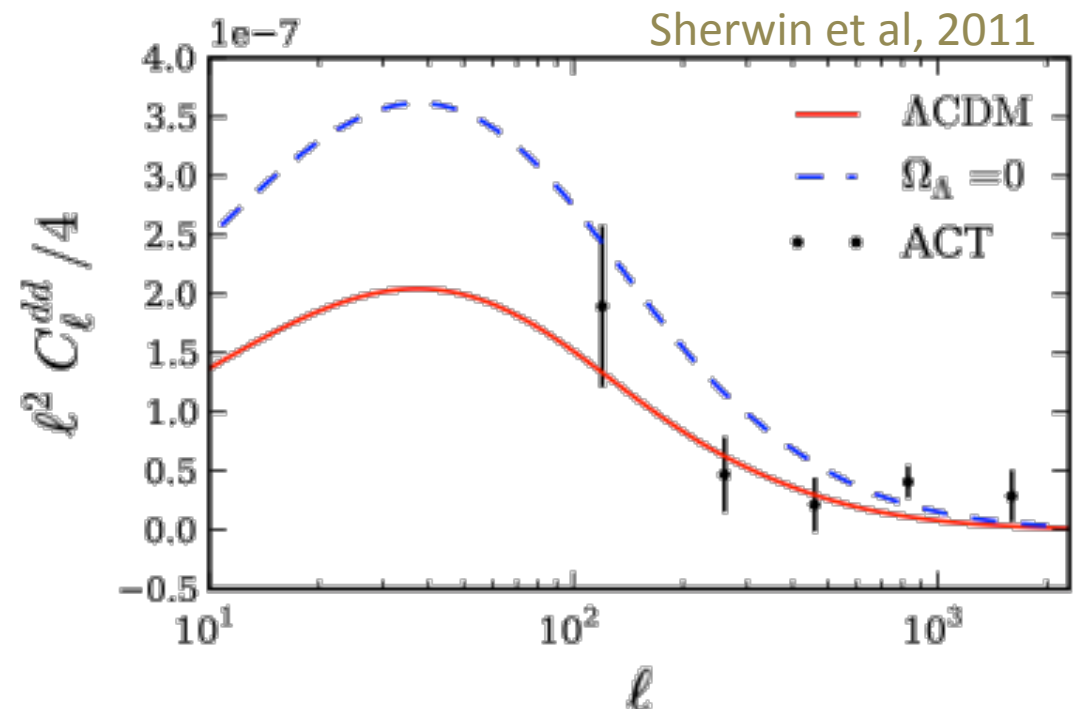 Sherwin et al, 2011
1e−7
4.0
3.5
3.0
2.5
2.0
1.5
1.0
0.5
0.0
−0.5
ℓ² C_ℓ^{dd} /4
ΛCDM
Ω_Λ =0
ACT
10¹
10²
10³
ℓ